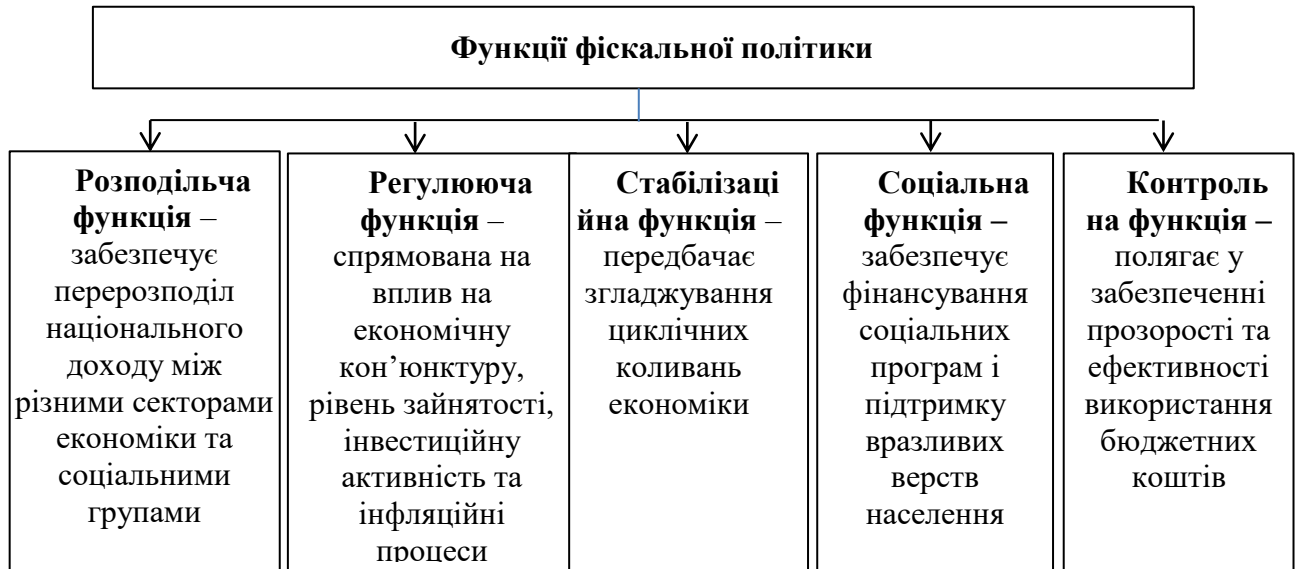 Функції фіскальної політики
Розподільча
функція –
забезпечує
перерозподіл
національного
доходу між
різними секторами
економіки та
соціальними
групами
Регулююча
функція –
спрямована на
вплив на
економічну
кон’юнктуру,
рівень зайнятості,
інвестиційну
активність та
інфляційні
процеси
Стабілізаці
йна функція –
передбачає
згладжування
циклічних
коливань
економіки
Соціальна
функція –
забезпечує
фінансування
соціальних
програм і
підтримку
вразливих
верств
населення
Контроль
на функція –
полягає у
забезпеченні
прозорості та
ефективності
використання
бюджетних
коштів